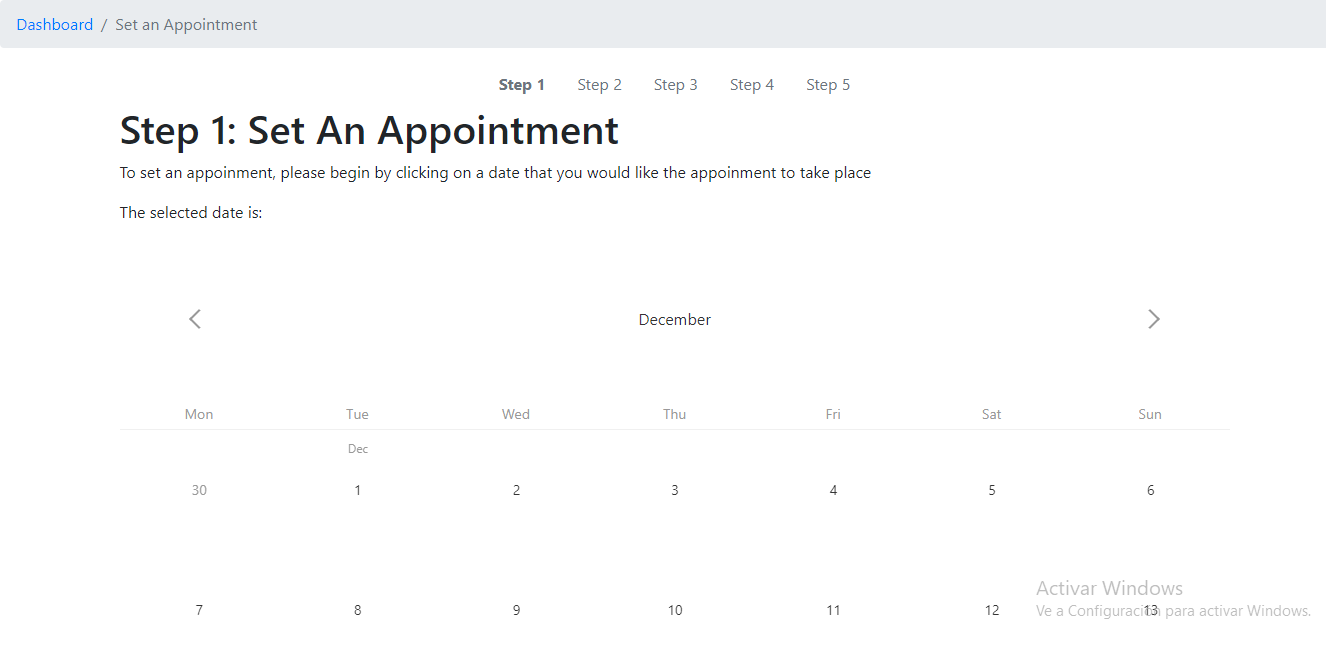 Dashboard / Set an Appointment
Step 1 Step 2 Step 3 Step 4 Step 5
Step 1: Set An Appointment
To set an appoinment, please begin by clicking on a date that you would like the appoinment to take place
The selected date is:
December
Mon Tue Wed Thu Fri Sat Sun
Dec
30 1 2 3 4 5 6
Activar Windows
7 8 9 10 11 12 13
Ve a Configuración para activar Windows.